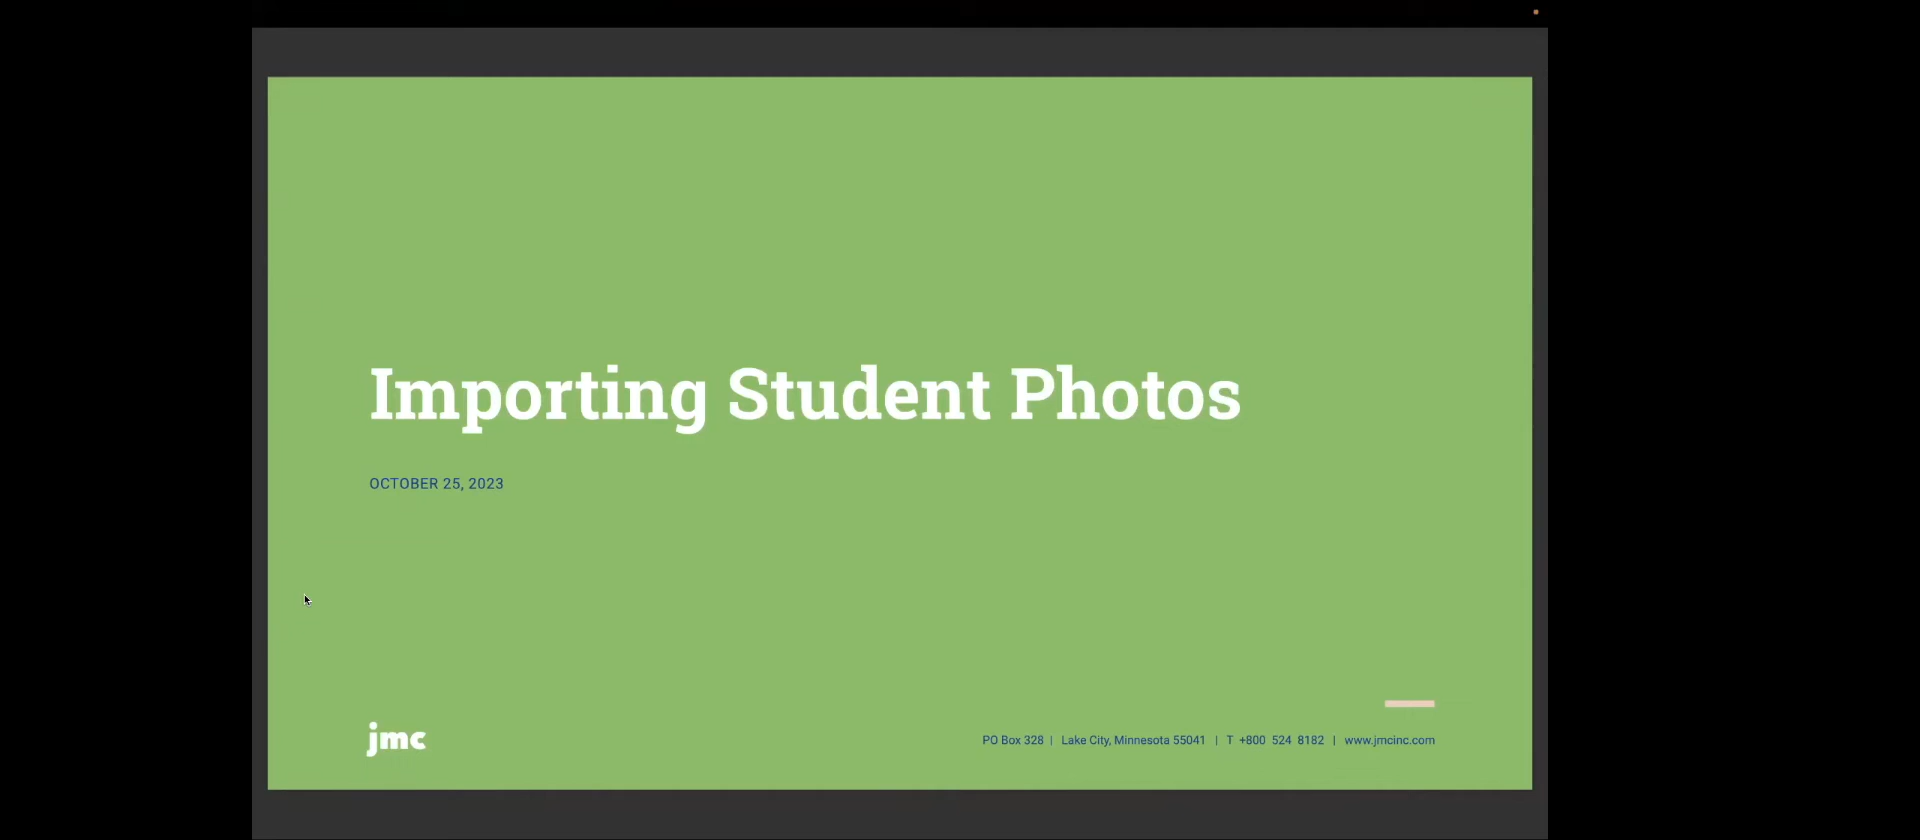 Importing Student Photos
OCTOBER 25, 2023
jmc
PO Box 328 | Lake City, Minnesota 55041 | T +800 524 8182 | www.jmcinc.com